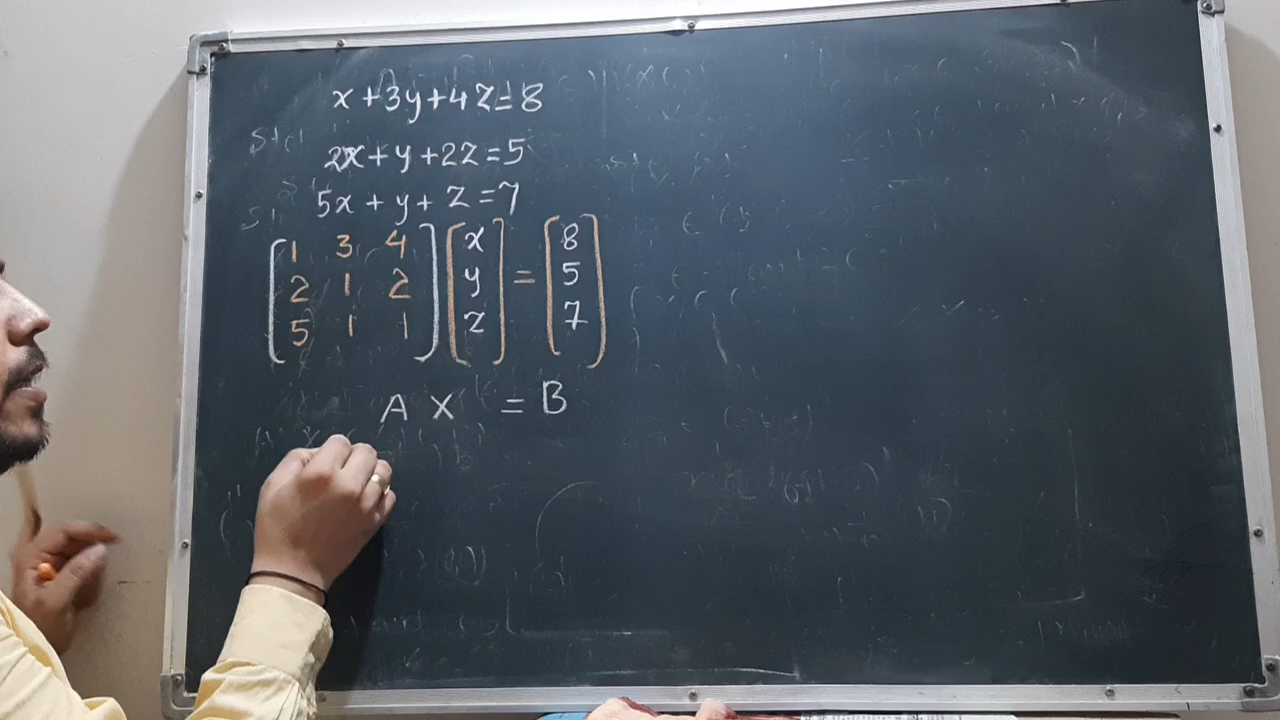 x+3y+4z=8
2x+y+2z=5
5x+y+z=7
[1 3 4] [x] [8]
[2 1 2] [y] = [5]
[5 1 1] [z] [7]
A X = B